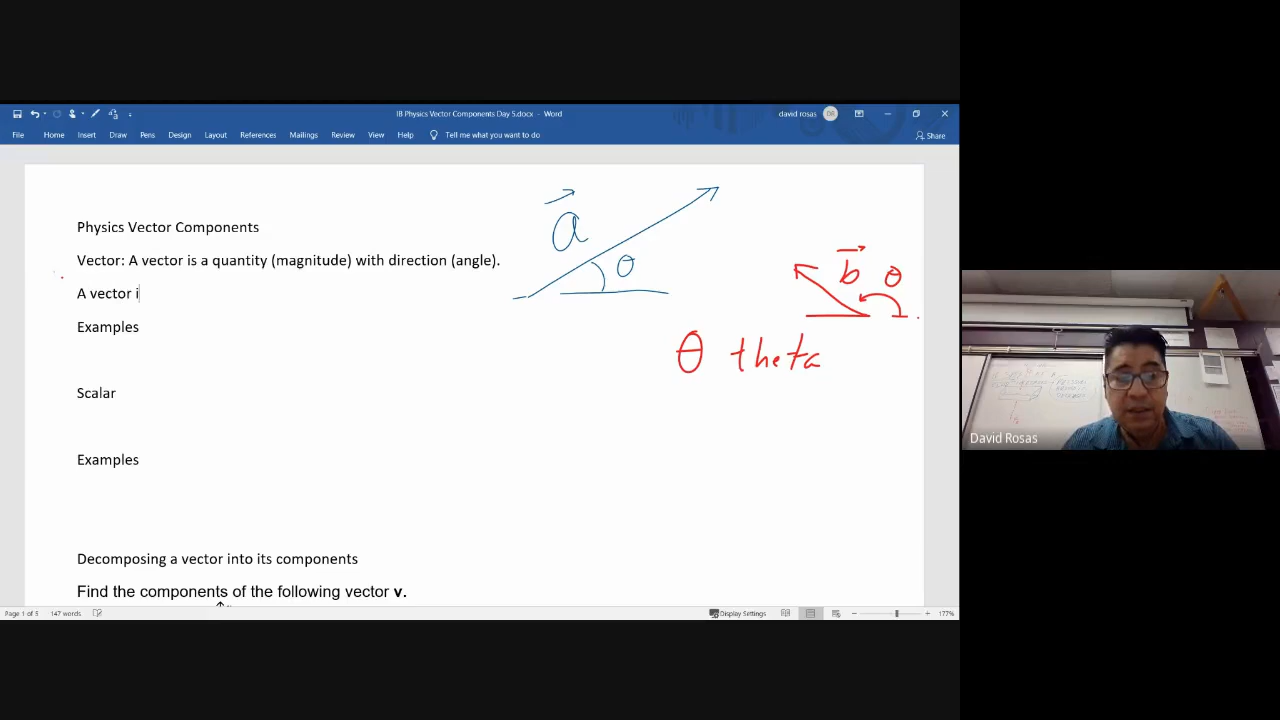 IB Physics Vector Components Day 5.docx - Word
david rosas
DR
File Home Insert Draw Pens Design Layout References Mailings Review View Help Tell me what you want to do
Share
Physics Vector Components
Vector: A vector is a quantity (magnitude) with direction (angle).
A vector i
Examples
Scalar
Examples
Decomposing a vector into its components
Find the components of the following vector v.
a
θ
b θ
θ theta
Page 1 of 5 147 words
Display Settings
177%
David Rosas